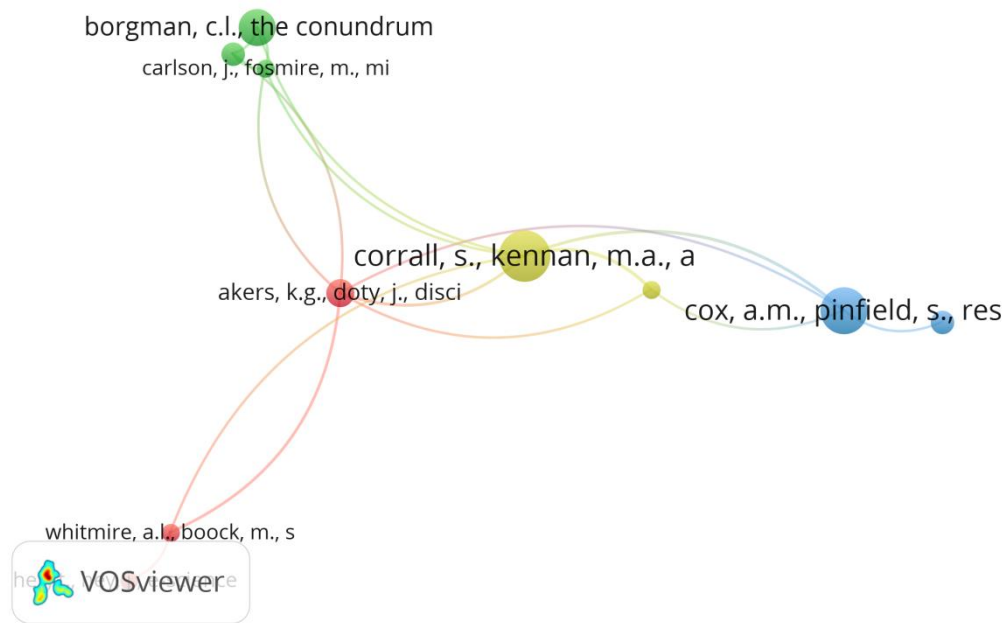 borgman, c.l., the conundrum
carlson, j., fosmire, m., mi
corrall, s., kennan, m.a., a
akers, k.g., doty, j., disci
cox, a.m., pinfield, s., res
whitmire, a.l., boock, m., s
VOSviewer